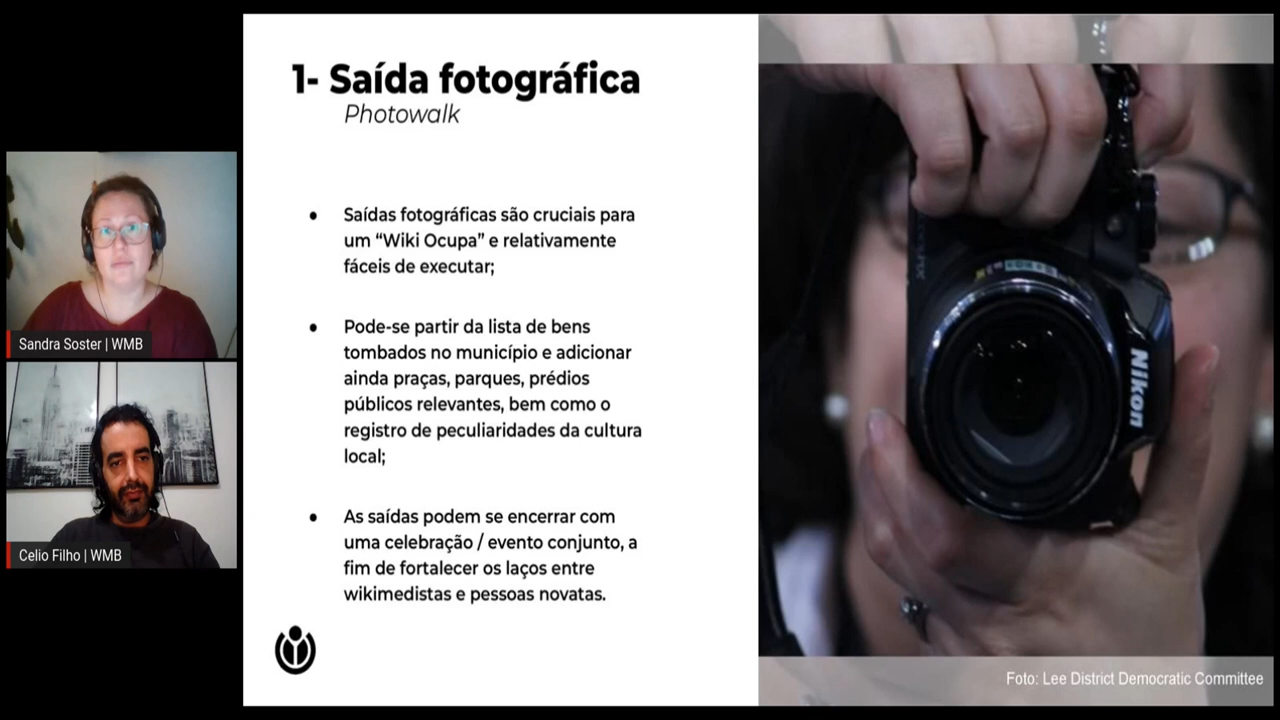 1- Saída fotográfica
Photowalk
• Saídas fotográficas são cruciais para
um “Wiki Ocupa” e relativamente
fáceis de executar;
• Pode-se partir da lista de bens
tombados no município e adicionar
ainda praças, parques, prédios
públicos relevantes, bem como o
registro de peculiaridades da cultura
local;
• As saídas podem se encerrar com
uma celebração / evento conjunto, a
fim de fortalecer os laços entre
wikimedistas e pessoas novatas.
Sandra Soster | WMB
Celio Filho | WMB
Nikon
Foto: Lee District Democratic Committee